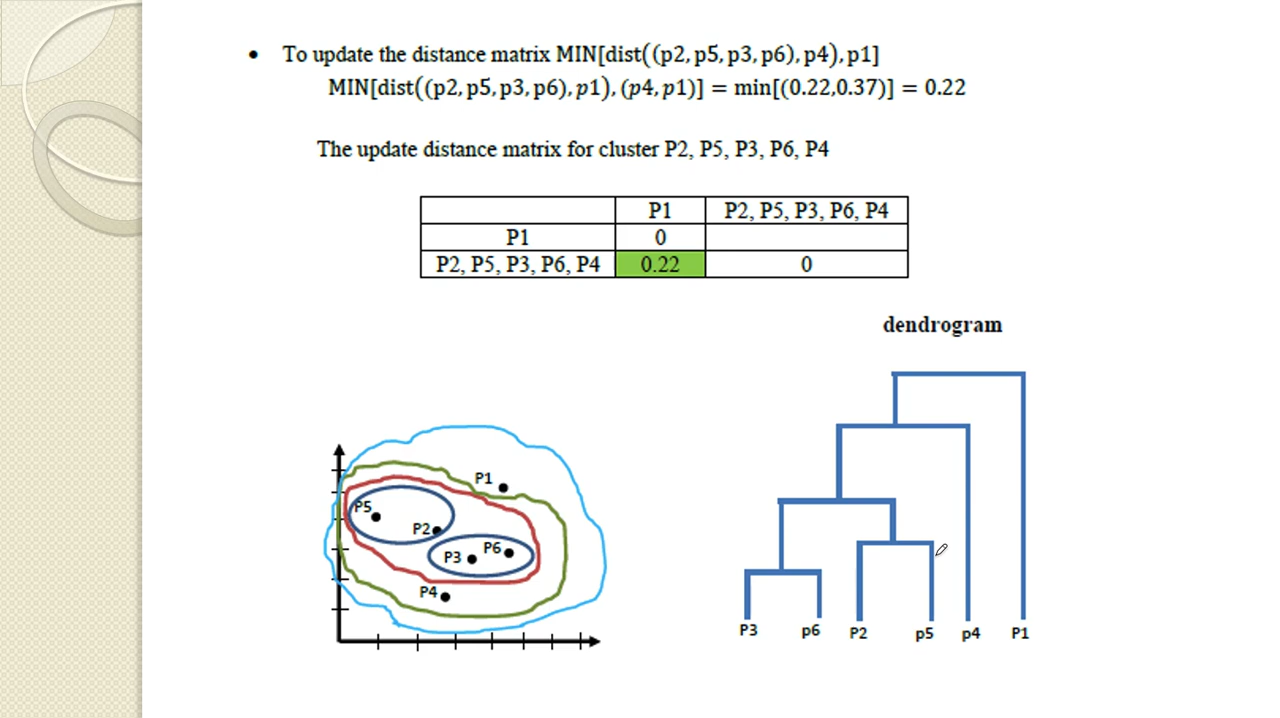 • To update the distance matrix MIN[dist((p2, p5, p3, p6), p4), p1]
MIN[dist((p2, p5, p3, p6), p1), (p4, p1)] = min[(0.22,0.37)] = 0.22
The update distance matrix for cluster P2, P5, P3, P6, P4
P1 P2, P5, P3, P6, P4
P1 0
P2, P5, P3, P6, P4 0.22 0
dendrogram
P1
P5
P2
P6
P3
P4
P3 p6 P2 p5 p4 P1